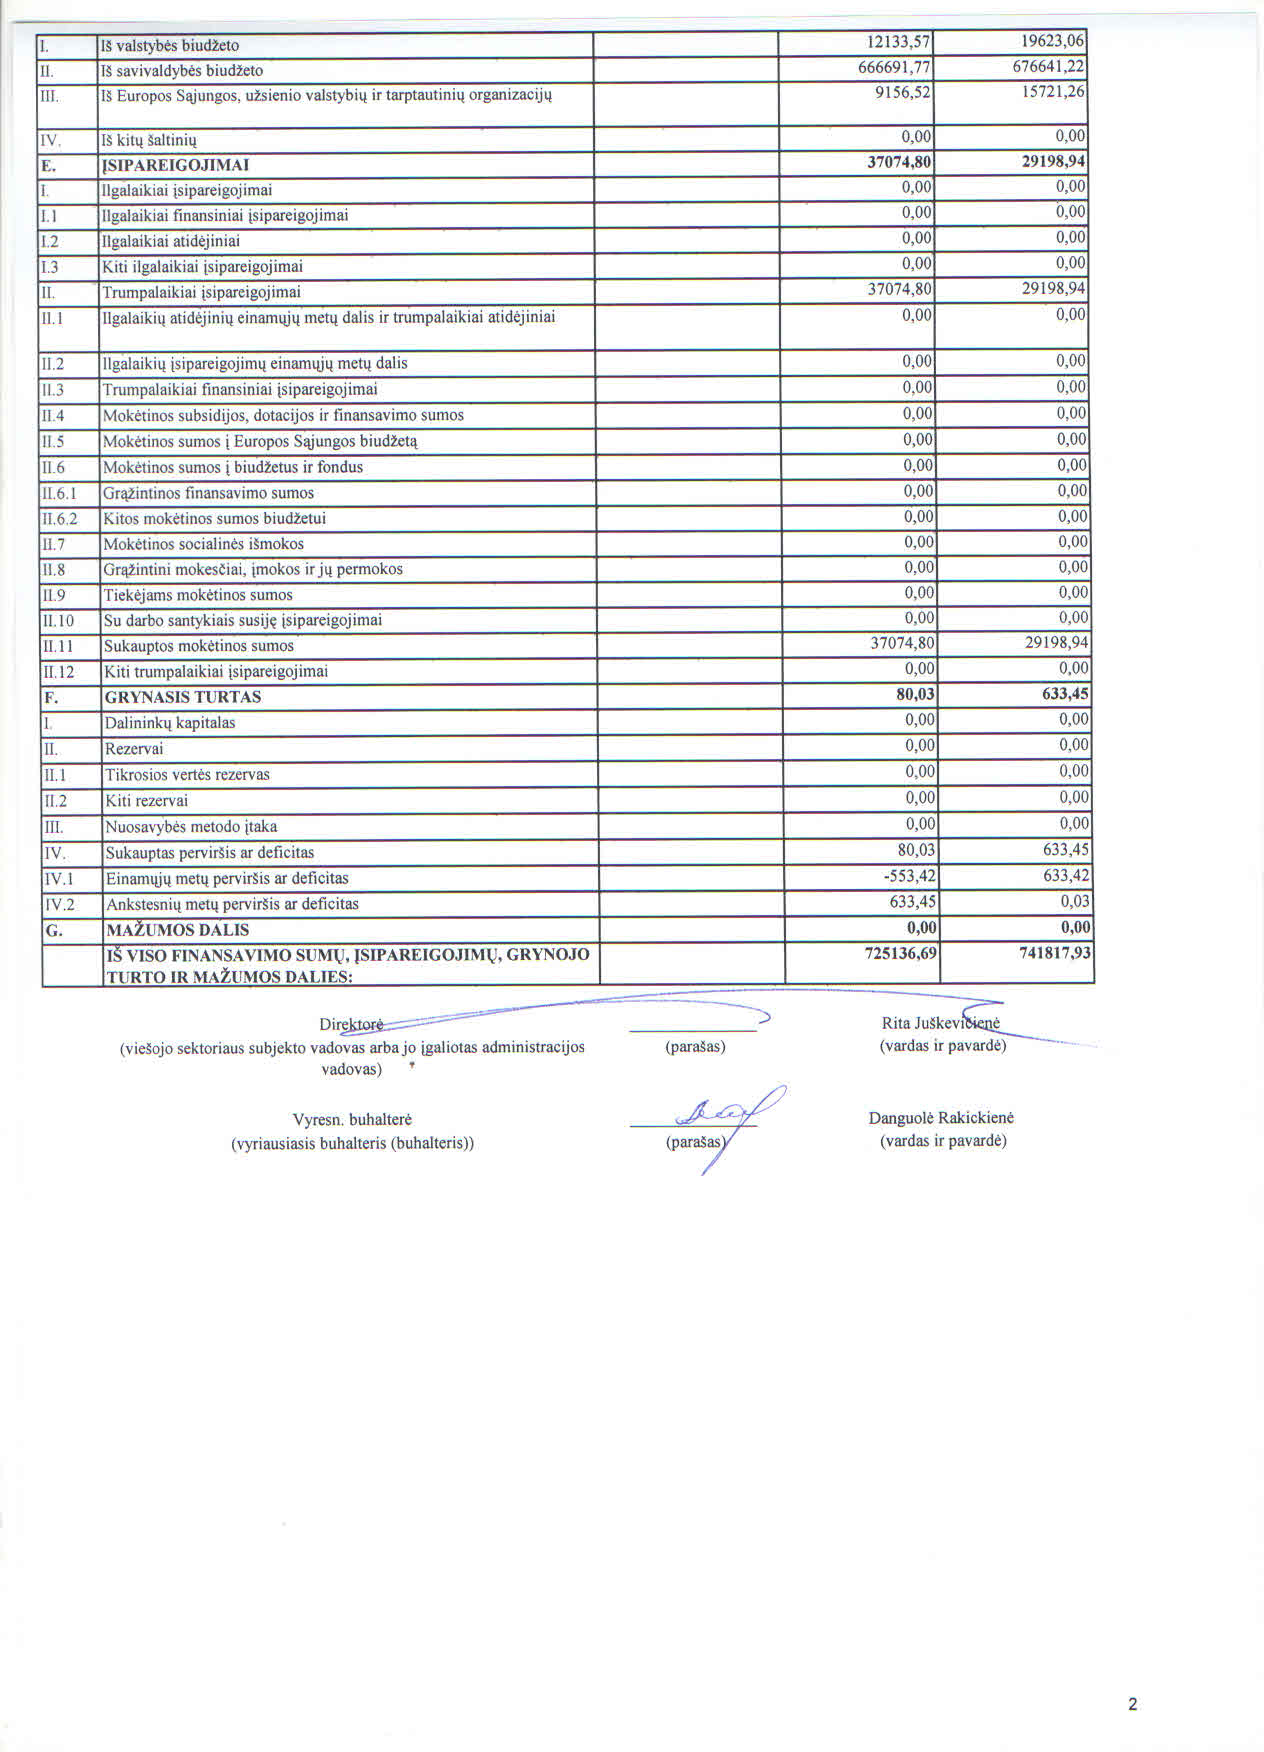 I. Iš valstybės biudžeto 12133,57 19623,06
II. Iš savivaldybės biudžeto 666691,77 676641,22
III. Iš Europos Sąjungos, užsienio valstybių ir tarptautinių organizacijų 9156,52 15721,26
IV. Iš kitų šaltinių 0,00 0,00
E. ĮSIPAREIGOJIMAI 37074,80 29198,94
I. Ilgalaikiai įsipareigojimai 0,00 0,00
I.1 Ilgalaikiai finansiniai įsipareigojimai 0,00 0,00
I.2 Ilgalaikiai atidėjiniai 0,00 0,00
I.3 Kiti ilgalaikiai įsipareigojimai 0,00 0,00
II. Trumpalaikiai įsipareigojimai 37074,80 29198,94
II.1 Ilgalaikių atidėjinių einamųjų metų dalis ir trumpalaikiai atidėjiniai 0,00 0,00
II.2 Ilgalaikių įsipareigojimų einamųjų metų dalis 0,00 0,00
II.3 Trumpalaikiai finansiniai įsipareigojimai 0,00 0,00
II.4 Mokėtinos subsidijos, dotacijos ir finansavimo sumos 0,00 0,00
II.5 Mokėtinos sumos į Europos Sąjungos biudžetą 0,00 0,00
II.6 Mokėtinos sumos į biudžetus ir fondus 0,00 0,00
II.6.1 Grąžintinos finansavimo sumos 0,00 0,00
II.6.2 Kitos mokėtinos sumos biudžetui 0,00 0,00
II.7 Mokėtinos socialinės išmokos 0,00 0,00
II.8 Grąžintini mokesčiai, įmokos ir jų permokos 0,00 0,00
II.9 Tiekėjams mokėtinos sumos 0,00 0,00
II.10 Su darbo santykiais susiję įsipareigojimai 0,00 0,00
II.11 Sukauptos mokėtinos sumos 37074,80 29198,94
II.12 Kiti trumpalaikiai įsipareigojimai 0,00 0,00
F. GRYNASIS TURTAS 80,03 633,45
I. Dalininkų kapitalas 0,00 0,00
II. Rezervai 0,00 0,00
II.1 Tikrosios vertės rezervas 0,00 0,00
II.2 Kiti rezervai 0,00 0,00
III. Nuosavybės metodo įtaka 0,00 0,00
IV. Sukauptas perviršis ar deficitas 80,03 633,45
IV.1 Einamųjų metų perviršis ar deficitas -553,42 633,42
IV.2 Ankstesnių metų perviršis ar deficitas 633,45 0,03
G. MAŽUMOS DALIS 0,00 0,00
IŠ VISO FINANSAVIMO SUMŲ, ĮSIPAREIGOJIMŲ, GRYNOJO 725136,69 741817,93
TURTO IR MAŽUMOS DALIES:
Direktorė Rita Juškevičienė
(viešojo sektoriaus subjekto vadovas arba jo įgaliotas administracijos (parašas) (vardas ir pavardė)
vadovas)
Vyresn. buhalterė Danguolė Rakickienė
(vyriausiasis buhalteris (buhalteris)) (parašas) (vardas ir pavardė)
2